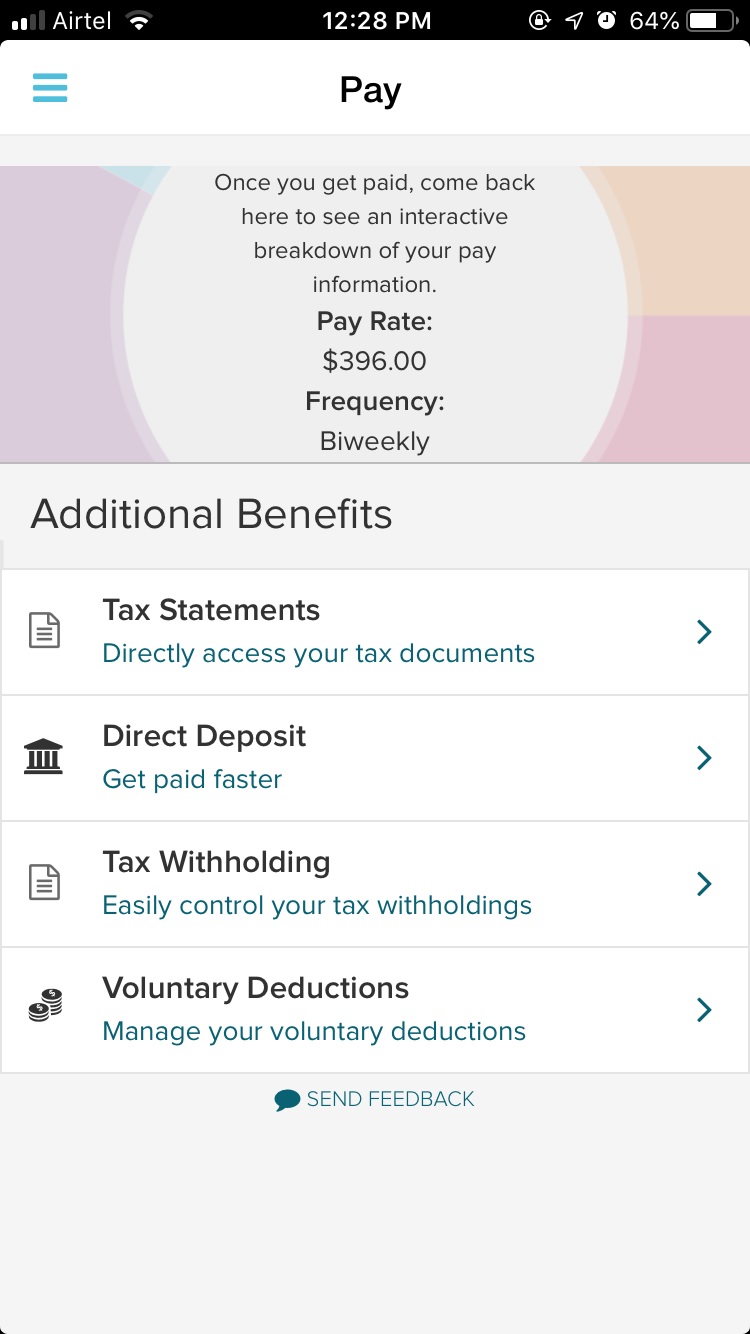 Airtel 12:28 PM 64%
Pay
Once you get paid, come back
here to see an interactive
breakdown of your pay
information.
Pay Rate:
$396.00
Frequency:
Biweekly
Additional Benefits
Tax Statements
Directly access your tax documents
Direct Deposit
Get paid faster
Tax Withholding
Easily control your tax withholdings
Voluntary Deductions
Manage your voluntary deductions
SEND FEEDBACK